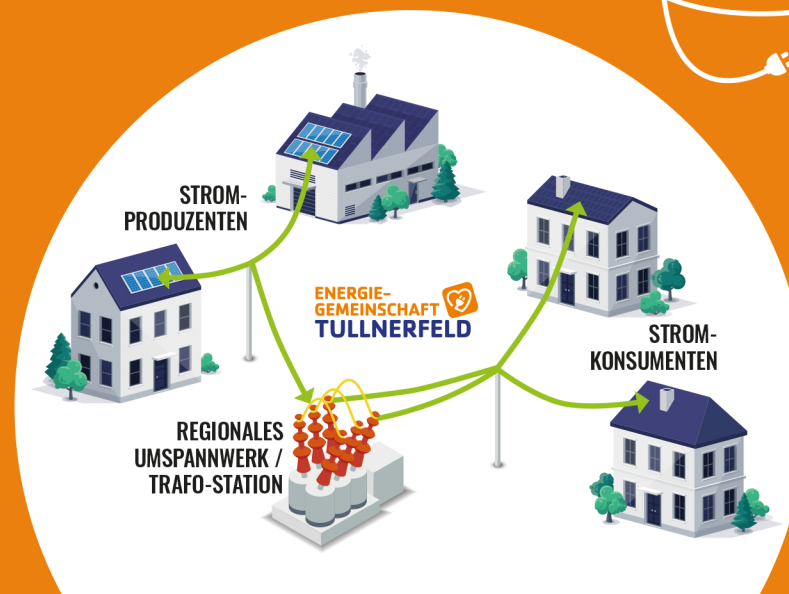 STROM-
PRODUZENTEN
ENERGIE-
GEMEINSCHAFT
TULLNERFELD
STROM-
KONSUMENTEN
REGIONALES
UMSPANNWERK /
TRAFO-STATION